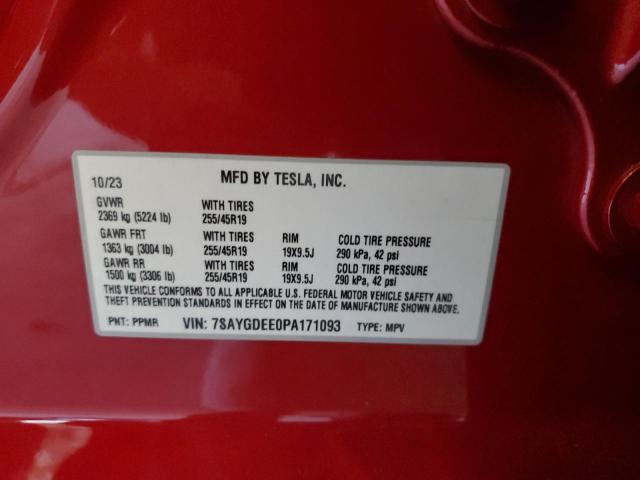 10/23 MFD BY TESLA, INC.
GVWR WITH TIRES
2369 kg (5224 lb) 255/45R19
GAWR FRT WITH TIRES RIM COLD TIRE PRESSURE
1363 kg (3004 lb) 255/45R19 19X9.5J 290 kPa, 42 psi
GAWR RR WITH TIRES RIM COLD TIRE PRESSURE
1500 kg (3306 lb) 255/45R19 19X9.5J 290 kPa, 42 psi
THIS VEHICLE CONFORMS TO ALL APPLICABLE U.S. FEDERAL MOTOR VEHICLE SAFETY AND
THEFT PREVENTION STANDARDS IN EFFECT ON THE DATE OF MANUFACTURE SHOWN ABOVE.
PNT: PPMR VIN: 7SAYGDEE0PA171093 TYPE: MPV